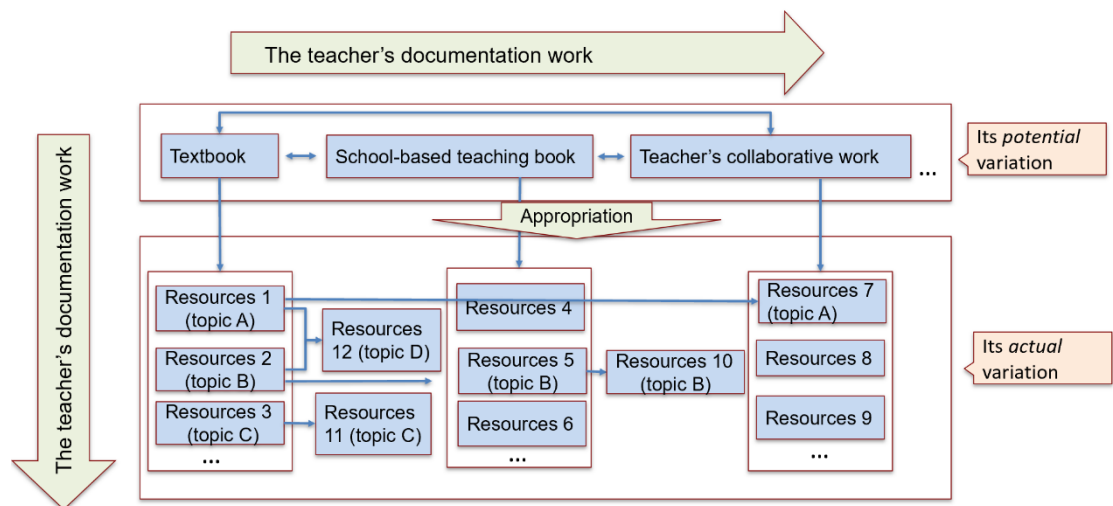 The teacher’s documentation work
The teacher’s documentation work
Textbook
School-based teaching book
Teacher’s collaborative work
...
Its potential
variation
Appropriation
Resources 1
(topic A)
Resources 2
(topic B)
Resources 3
(topic C)
...
Resources
12 (topic D)
Resources
11 (topic C)
Resources 4
Resources 5
(topic B)
Resources 6
...
Resources 10
(topic B)
Resources 7
(topic A)
Resources 8
Resources 9
...
Its actual
variation